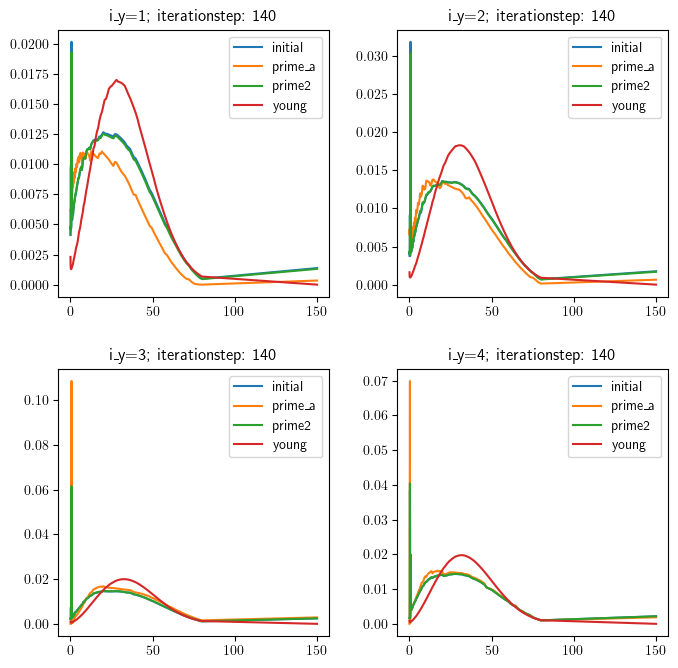 i_y=1; iterationstep: 140
0.0200
0.0175
0.0150
0.0125
0.0100
0.0075
0.0050
0.0025
0.0000
0 50 100 150
initial
prime_a
prime2
young
i_y=2; iterationstep: 140
0.030
0.025
0.020
0.015
0.010
0.005
0.000
0 50 100 150
initial
prime_a
prime2
young
i_y=3; iterationstep: 140
0.10
0.08
0.06
0.04
0.02
0.00
0 50 100 150
initial
prime_a
prime2
young
i_y=4; iterationstep: 140
0.07
0.06
0.05
0.04
0.03
0.02
0.01
0.00
0 50 100 150
initial
prime_a
prime2
young